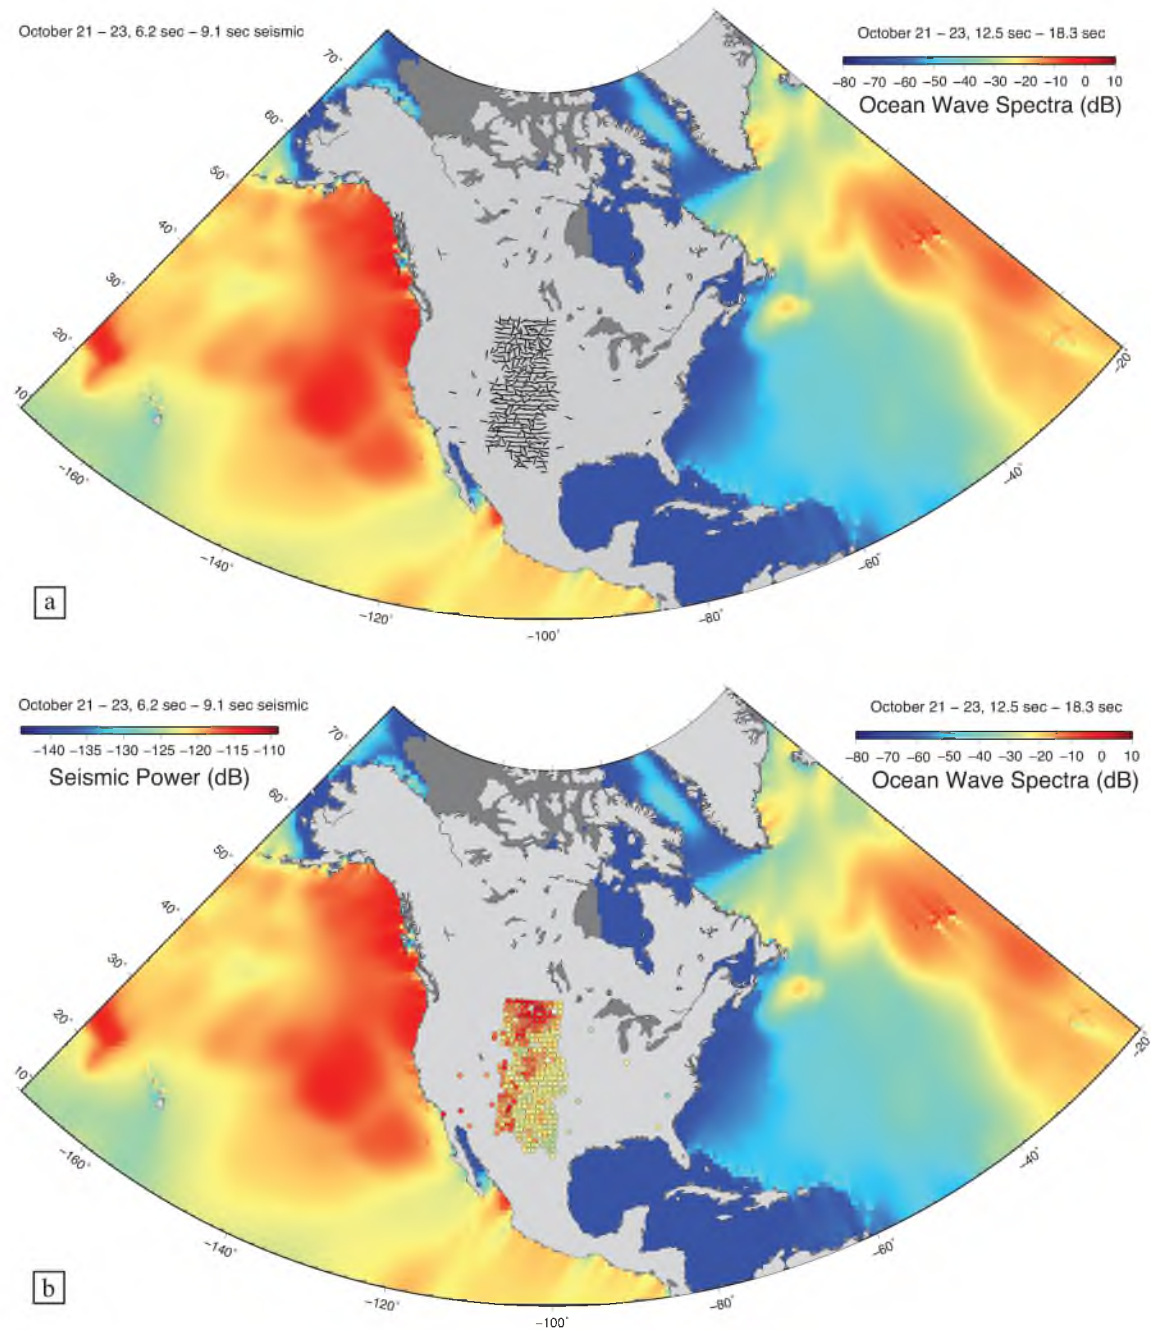 October 21 – 23, 6.2 sec – 9.1 sec seismic
October 21 – 23, 12.5 sec – 18.3 sec
-80 -70 -60 -50 -40 -30 -20 -10 0 10
Ocean Wave Spectra (dB)
70°
60°
50°
40°
30°
20°
10°
-160°
-140°
-120°
-100°
-80°
-60°
-40°
-20°
a
October 21 – 23, 6.2 sec – 9.1 sec seismic
-140 -135 -130 -125 -120 -115 -110
Seismic Power (dB)
October 21 – 23, 12.5 sec – 18.3 sec
-80 -70 -60 -50 -40 -30 -20 -10 0 10
Ocean Wave Spectra (dB)
70°
60°
50°
40°
30°
20°
10°
-160°
-140°
-120°
-100°
-80°
-60°
-40°
-20°
b